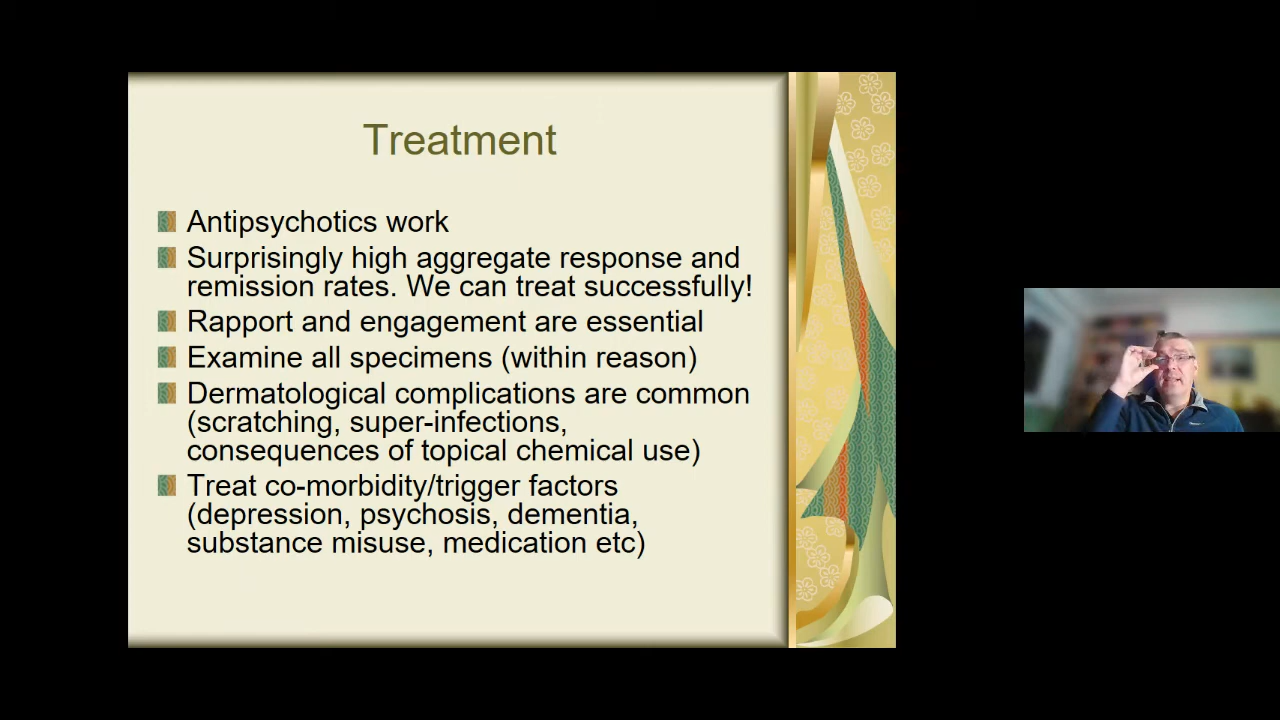 Treatment
Antipsychotics work
Surprisingly high aggregate response and
remission rates. We can treat successfully!
Rapport and engagement are essential
Examine all specimens (within reason)
Dermatological complications are common
(scratching, super-infections,
consequences of topical chemical use)
Treat co-morbidity/trigger factors
(depression, psychosis, dementia,
substance misuse, medication etc)